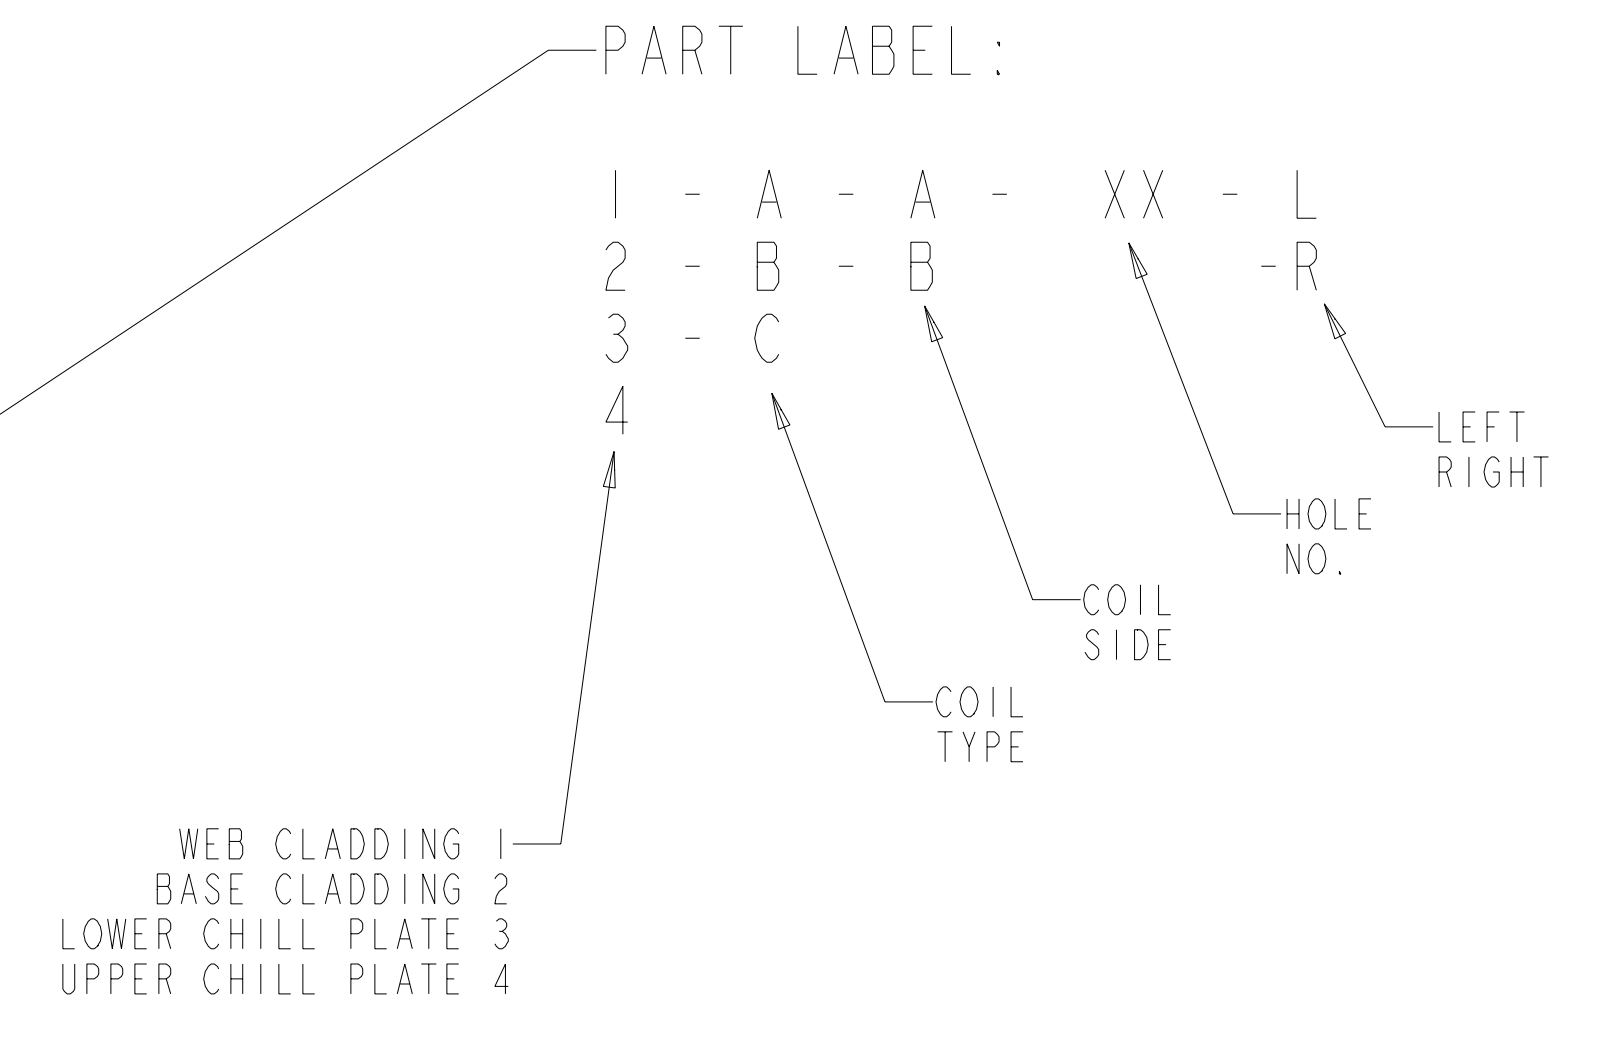 PART LABEL:
1 - A - A - XX - L
2 - B - B -R
3 - C
4
LEFT
RIGHT
HOLE
NO.
COIL
SIDE
COIL
TYPE
WEB CLADDING 1
BASE CLADDING 2
LOWER CHILL PLATE 3
UPPER CHILL PLATE 4